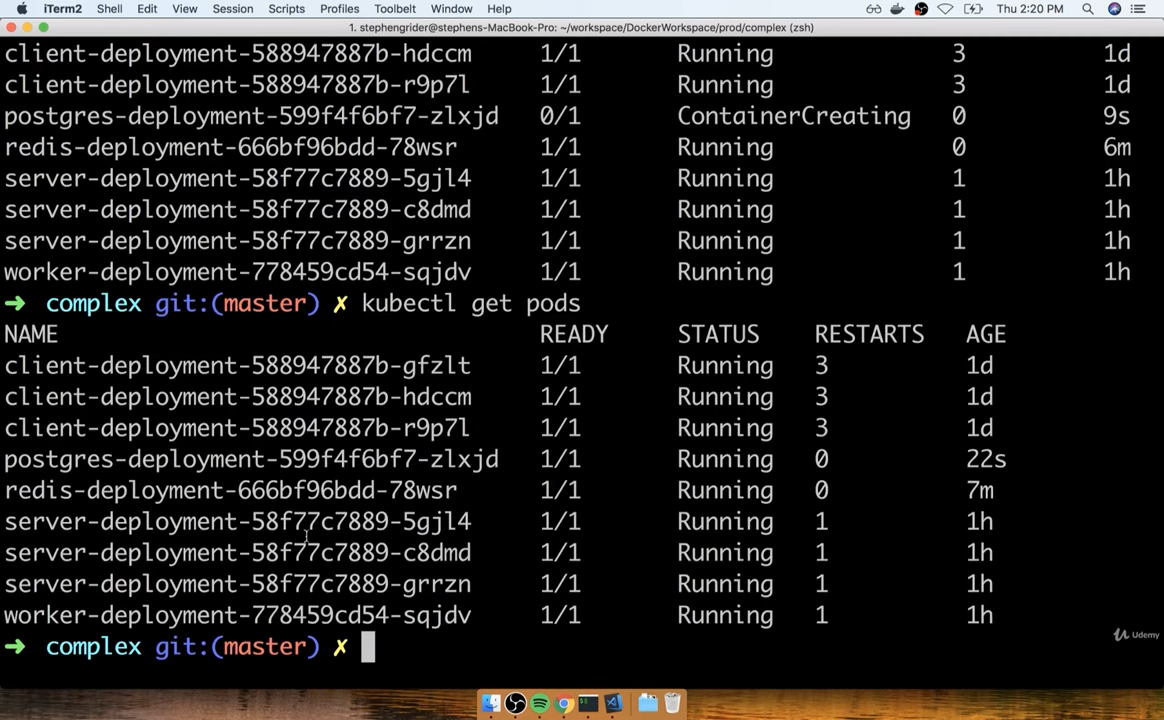 iTerm2 Shell Edit View Session Scripts Profiles Toolbelt Window Help Thu 2:20 PM
1. stephengrider@stephens-MacBook-Pro: ~/workspace/DockerWorkspace/prod/complex (zsh)
client-deployment-588947887b-hdccm 1/1 Running 3 1d
client-deployment-588947887b-r9p7l 1/1 Running 3 1d
postgres-deployment-599f4f6bf7-zlxjd 0/1 ContainerCreating 0 9s
redis-deployment-666bf96bdd-78wsr 1/1 Running 0 6m
server-deployment-58f77c7889-5gjl4 1/1 Running 1 1h
server-deployment-58f77c7889-c8dmd 1/1 Running 1 1h
server-deployment-58f77c7889-grrzn 1/1 Running 1 1h
worker-deployment-778459cd54-sqjdv 1/1 Running 1 1h
➜ complex git:(master) ✗ kubectl get pods
NAME READY STATUS RESTARTS AGE
client-deployment-588947887b-gfzlt 1/1 Running 3 1d
client-deployment-588947887b-hdccm 1/1 Running 3 1d
client-deployment-588947887b-r9p7l 1/1 Running 3 1d
postgres-deployment-599f4f6bf7-zlxjd 1/1 Running 0 22s
redis-deployment-666bf96bdd-78wsr 1/1 Running 0 7m
server-deployment-58f77c7889-5gjl4 1/1 Running 1 1h
server-deployment-58f77c7889-c8dmd 1/1 Running 1 1h
server-deployment-58f77c7889-grrzn 1/1 Running 1 1h
worker-deployment-778459cd54-sqjdv 1/1 Running 1 1h
➜ complex git:(master) ✗
Udemy